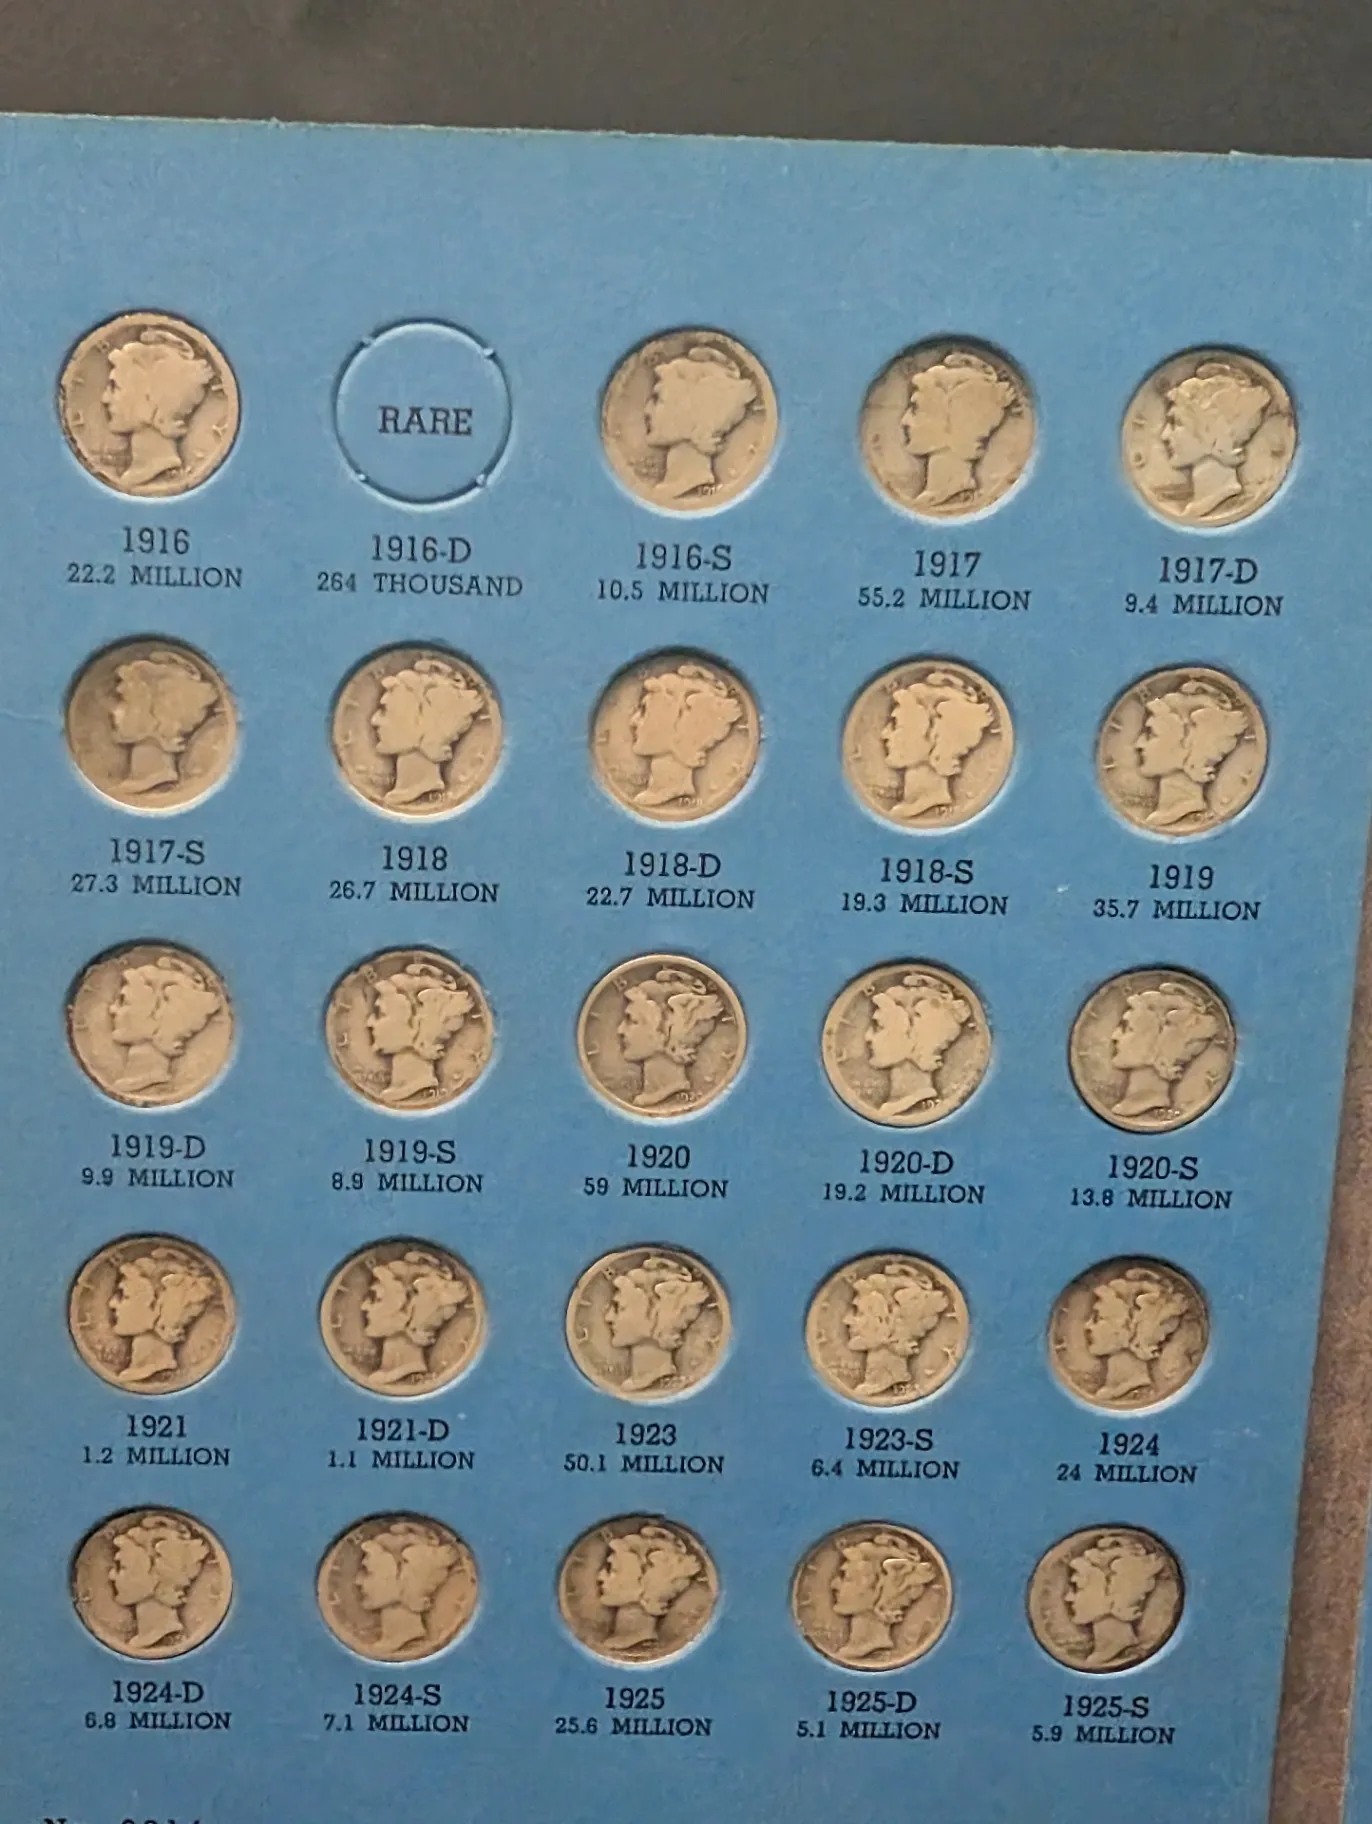 RARE
1916 1916-D 1916-S 1917 1917-D
22.2 MILLION 264 THOUSAND 10.5 MILLION 55.2 MILLION 9.4 MILLION
1917-S 1918 1918-D 1918-S 1919
27.3 MILLION 26.7 MILLION 22.7 MILLION 19.3 MILLION 35.7 MILLION
1919-D 1919-S 1920 1920-D 1920-S
9.9 MILLION 8.9 MILLION 59 MILLION 19.2 MILLION 13.8 MILLION
1921 1921-D 1923 1923-S 1924
1.2 MILLION 1.1 MILLION 50.1 MILLION 6.4 MILLION 24 MILLION
1924-D 1924-S 1925 1925-D 1925-S
6.8 MILLION 7.1 MILLION 25.6 MILLION 5.1 MILLION 5.9 MILLION